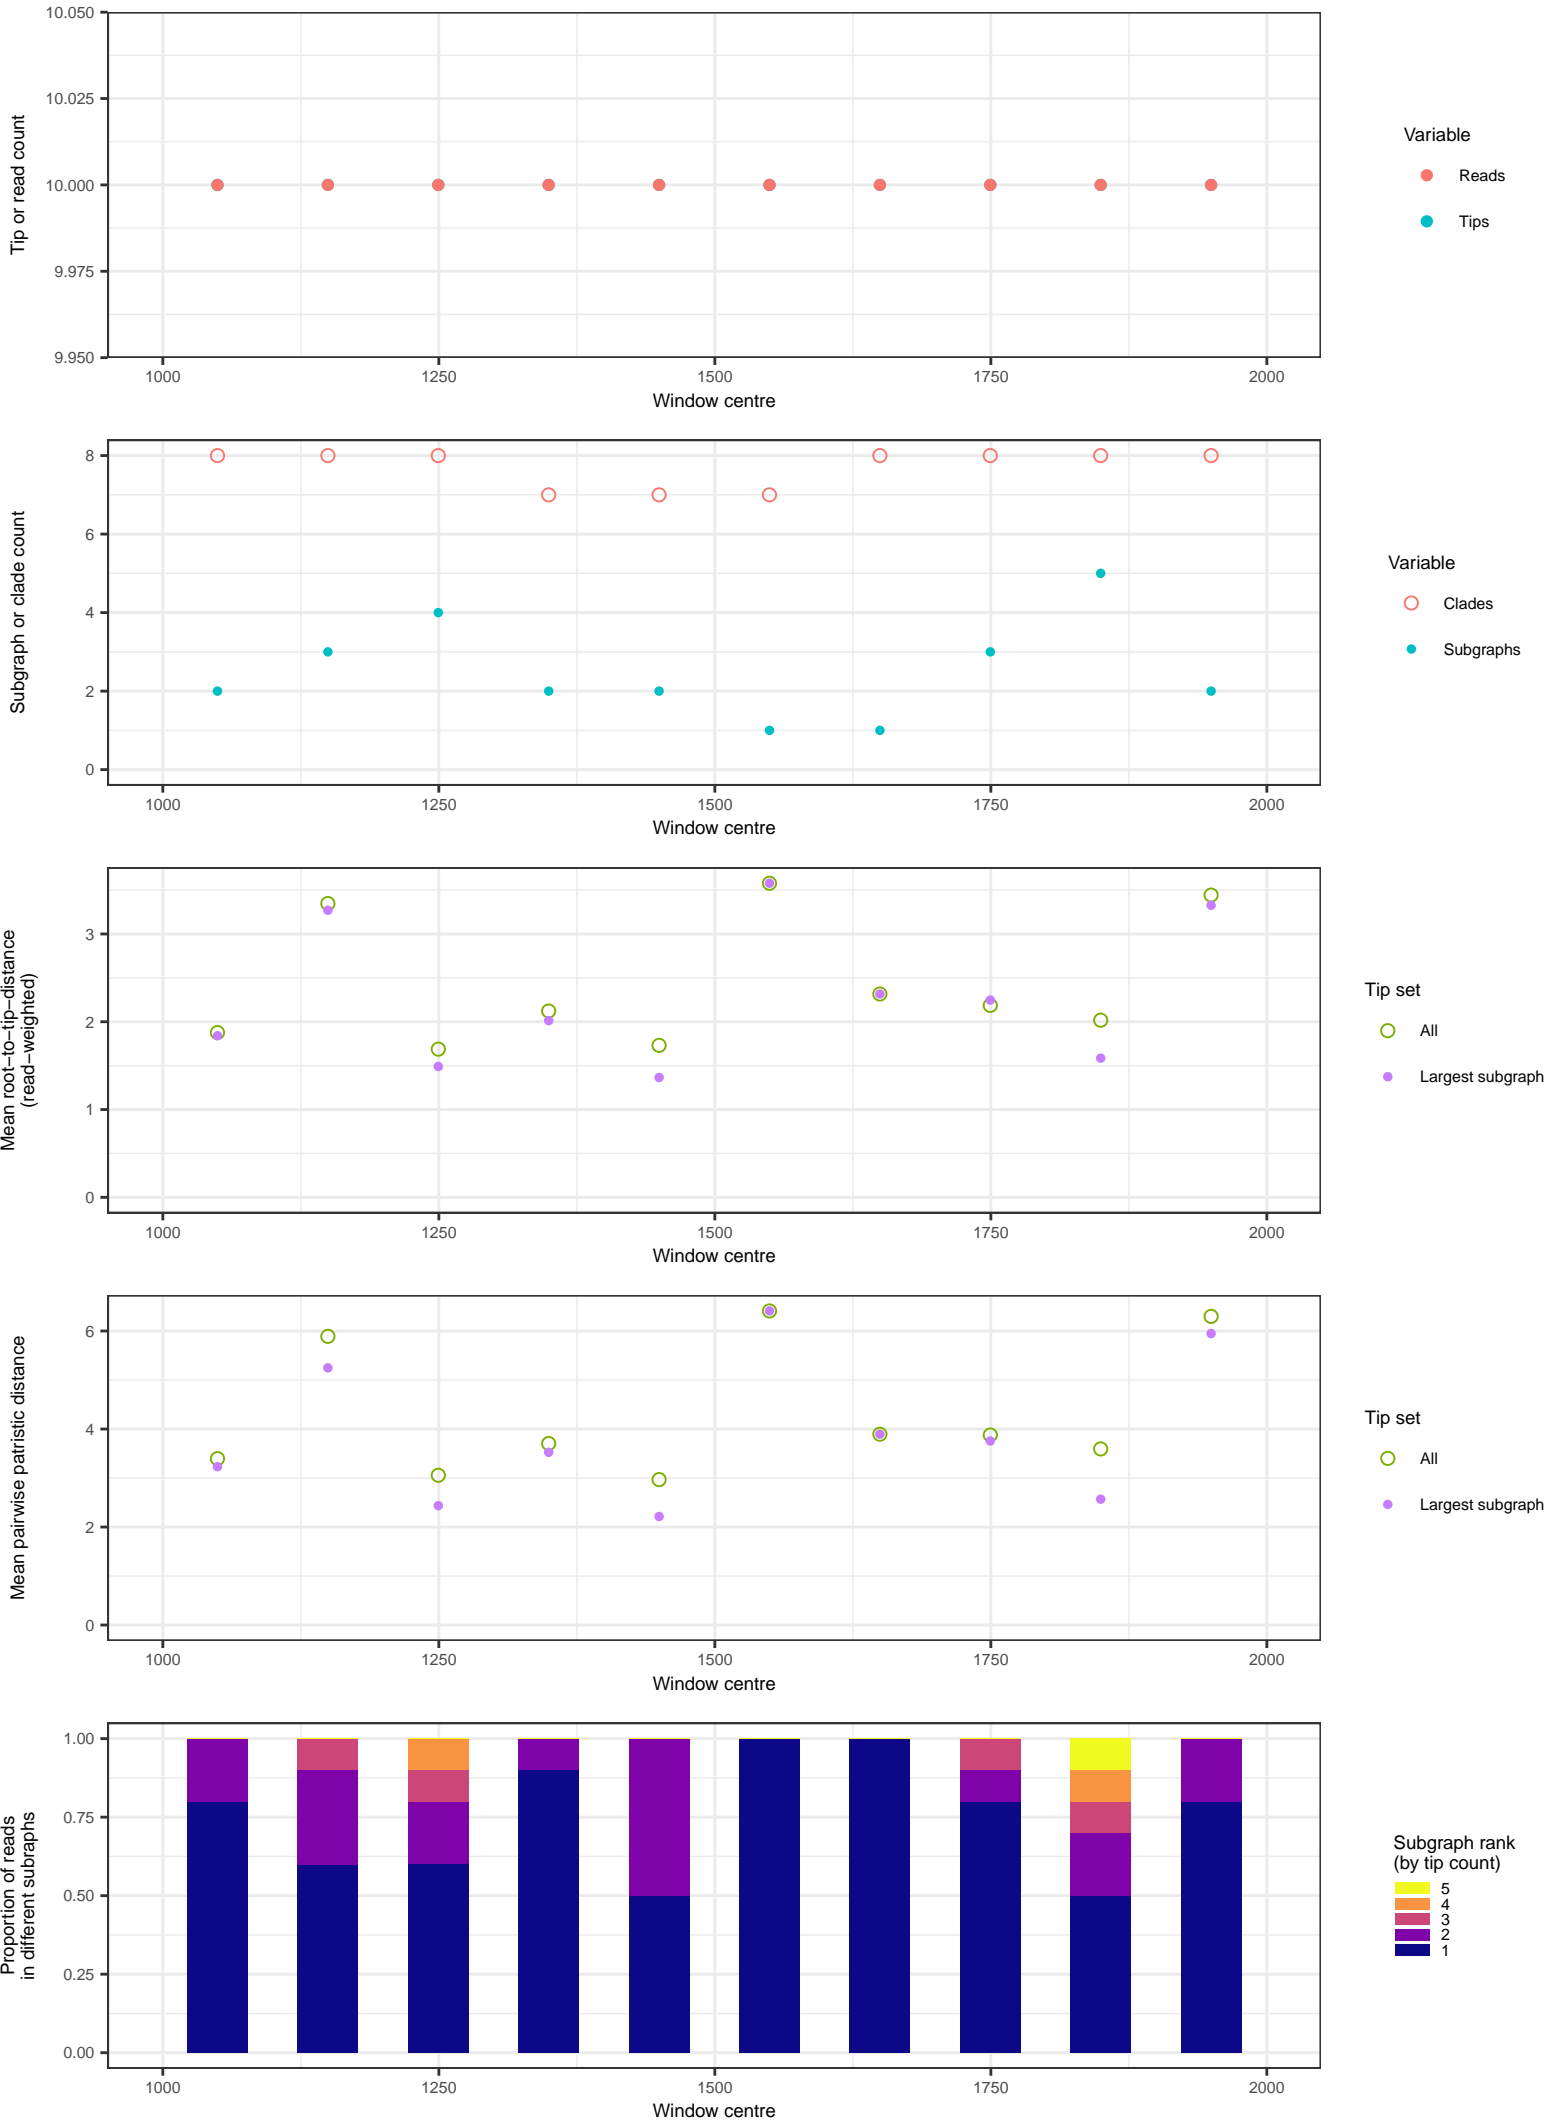 10.050
10.025
10.000
9.975
9.950
Tip or read count
1000 1250 1500 1750 2000
Window centre
Variable
Reads
Tips
8
6
4
2
0
Subgraph or clade count
1000 1250 1500 1750 2000
Window centre
Variable
Clades
Subgraphs
3
2
1
0
Mean root−to−tip−distance
(read−weighted)
1000 1250 1500 1750 2000
Window centre
Tip set
All
Largest subgraph
6
4
2
0
Mean pairwise patristic distance
1000 1250 1500 1750 2000
Window centre
Tip set
All
Largest subgraph
1.00
0.75
0.50
0.25
0.00
Proportion of reads
in different subraphs
1000 1250 1500 1750 2000
Window centre
Subgraph rank
(by tip count)
5
4
3
2
1